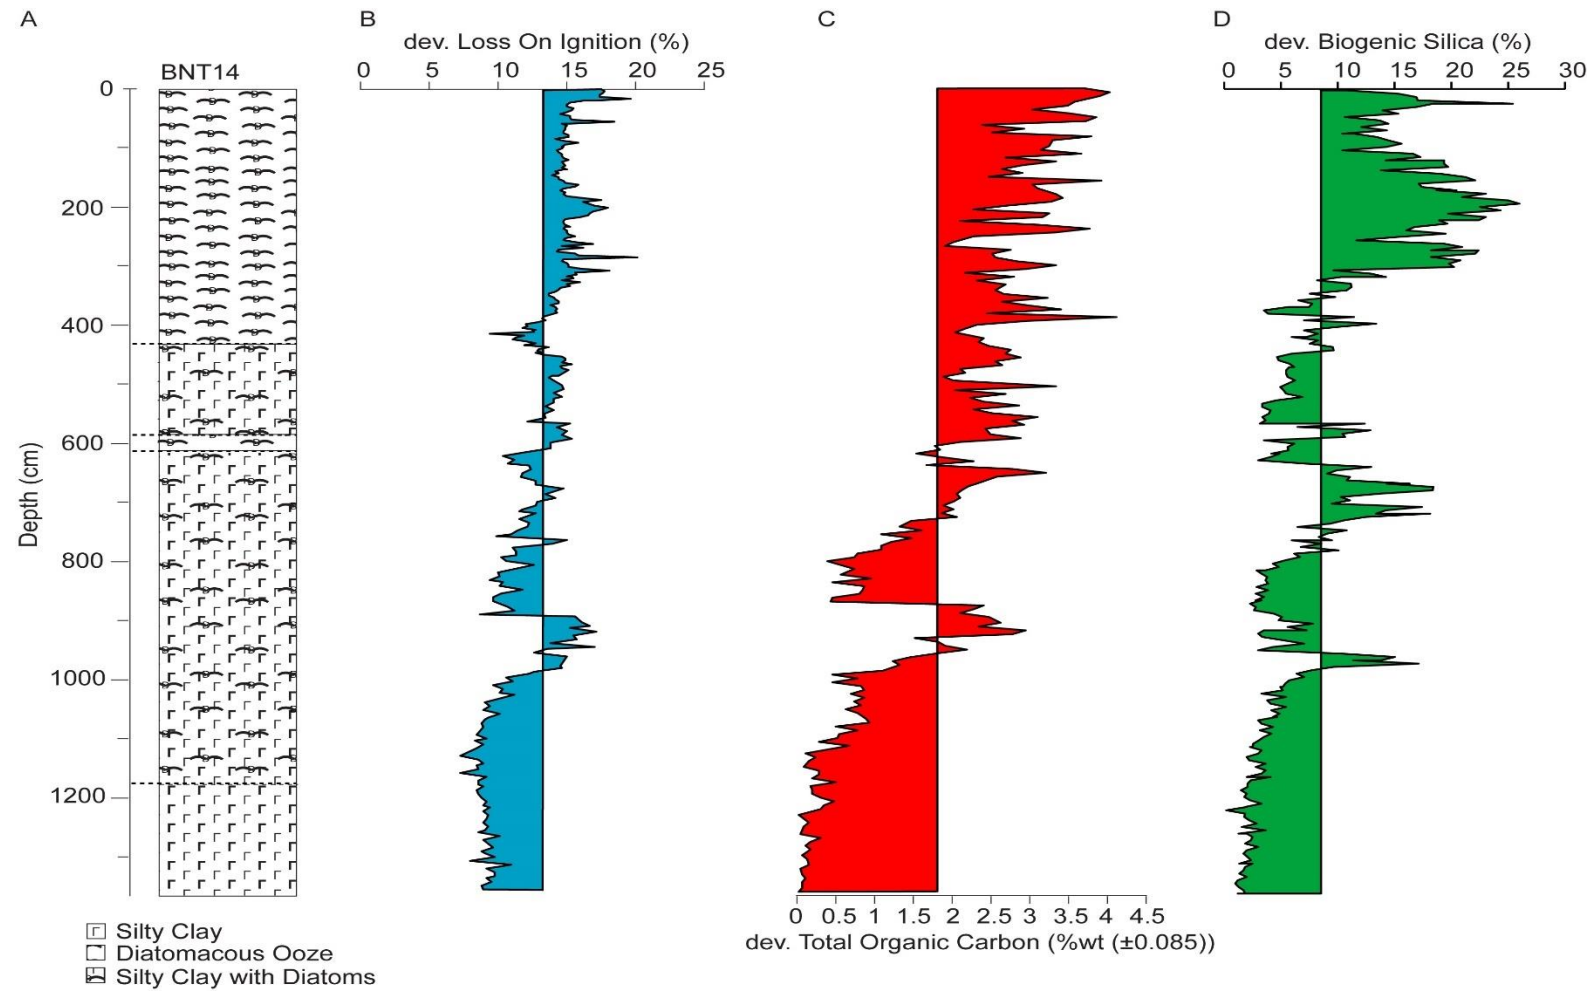 A B C D
dev. Loss On Ignition (%) dev. Biogenic Silica (%)
BNT14 0 5 10 15 20 25 0 5 10 15 20 25 30
0
200
400
600
800
1000
1200
Depth (cm)
0 0.5 1 1.5 2 2.5 3 3.5 4 4.5
dev. Total Organic Carbon (%wt (±0.085))
Silty Clay
Diatomacous Ooze
Silty Clay with Diatoms